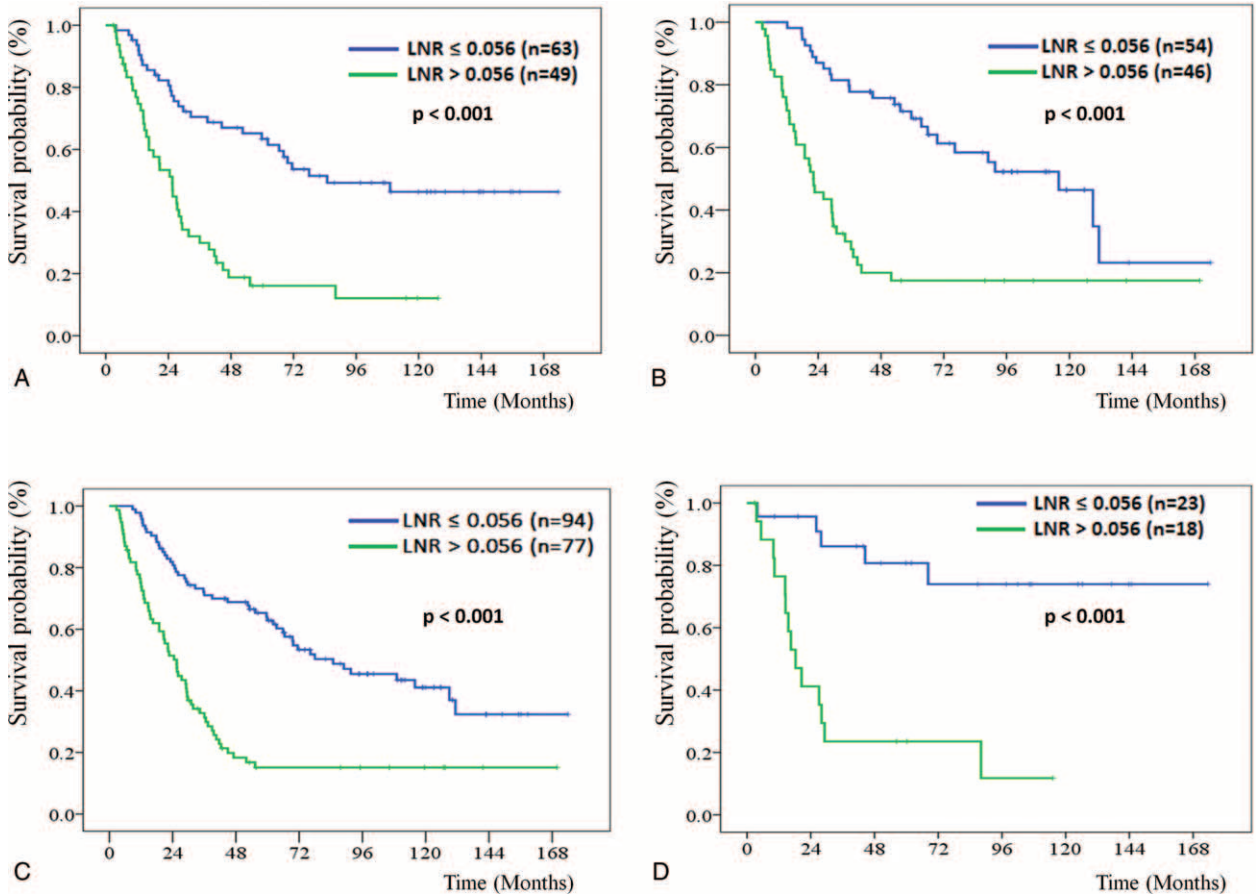 Survival probability (%)
1.0
0.8
0.6
0.4
0.2
0.0
LNR ≤ 0.056 (n=63)
LNR > 0.056 (n=49)
p < 0.001
0 24 48 72 96 120 144 168
Time (Months)
A
Survival probability (%)
1.0
0.8
0.6
0.4
0.2
0.0
LNR ≤ 0.056 (n=54)
LNR > 0.056 (n=46)
p < 0.001
0 24 48 72 96 120 144 168
Time (Months)
B
Survival probability (%)
1.0
0.8
0.6
0.4
0.2
0.0
LNR ≤ 0.056 (n=94)
LNR > 0.056 (n=77)
p < 0.001
0 24 48 72 96 120 144 168
Time (Months)
C
Survival probability (%)
1.0
0.8
0.6
0.4
0.2
0.0
LNR ≤ 0.056 (n=23)
LNR > 0.056 (n=18)
p < 0.001
0 24 48 72 96 120 144 168
Time (Months)
D